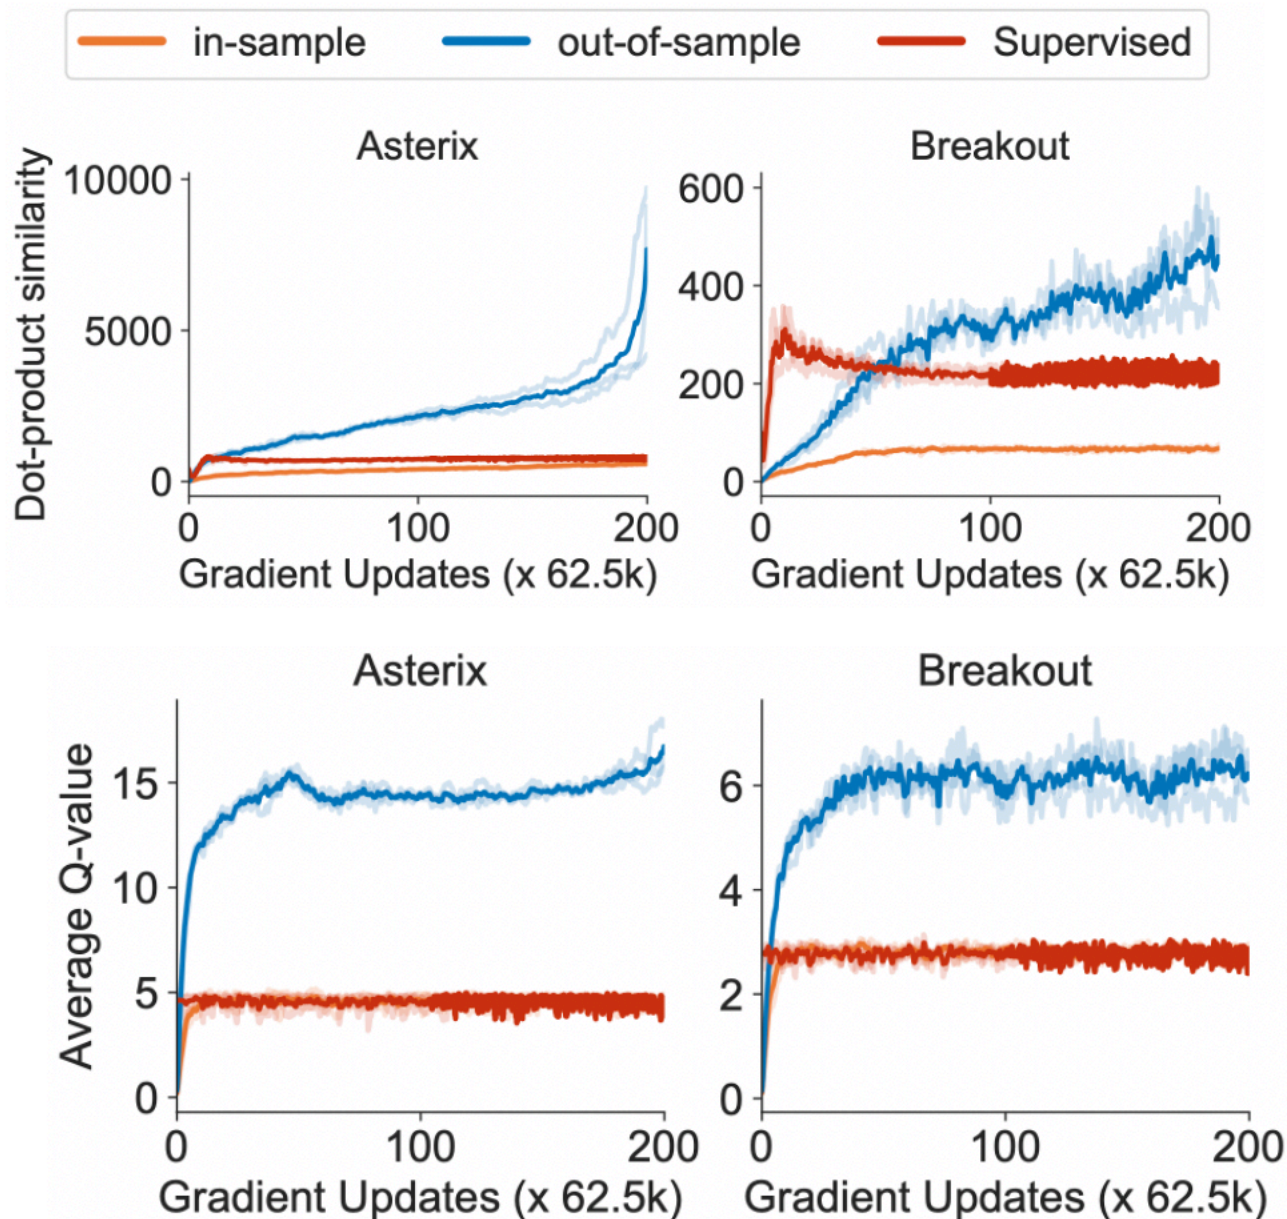 in-sample out-of-sample Supervised
Asterix Breakout
Dot-product similarity
10000
5000
0
600
400
200
0
0 100 200 0 100 200
Gradient Updates (x 62.5k) Gradient Updates (x 62.5k)
Asterix Breakout
Average Q-value
15
10
5
0
6
4
2
0
0 100 200 0 100 200
Gradient Updates (x 62.5k) Gradient Updates (x 62.5k)